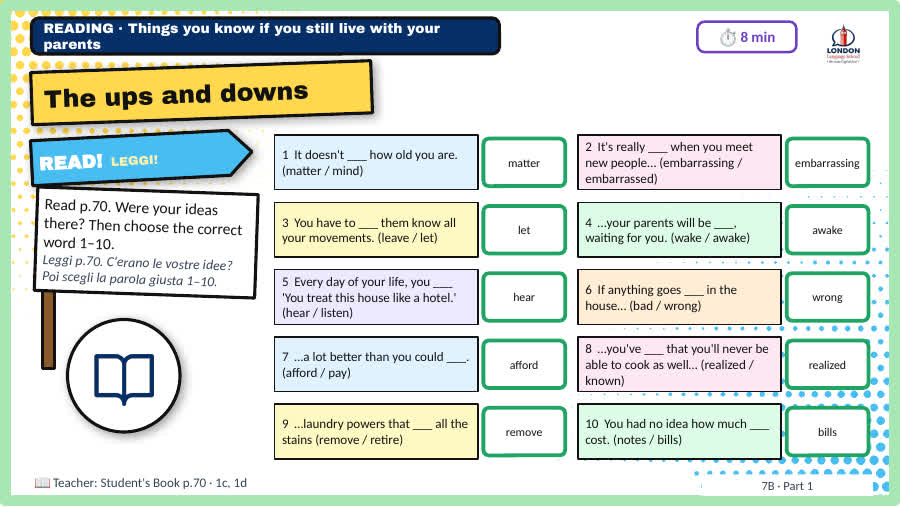 READING · Things you know if you still live with your
parents
⏱️ 8 min
LONDON
Language School
The ups and downs
READ! LEGGI!
Read p.70. Were your ideas
there? Then choose the correct
word 1–10.
Leggi p.70. C'erano le vostre idee?
Poi scegli la parola giusta 1–10.
1 It doesn't ___ how old you are.
(matter / mind)
matter
2 It's really ___ when you meet
new people… (embarrassing /
embarrassed)
embarrassing
3 You have to ___ them know all
your movements. (leave / let)
let
4 …your parents will be ___,
waiting for you. (wake / awake)
awake
5 Every day of your life, you ___
'You treat this house like a hotel.'
(hear / listen)
hear
6 If anything goes ___ in the
house… (bad / wrong)
wrong
7 …a lot better than you could ___.
(afford / pay)
afford
8 …you've ___ that you'll never be
able to cook as well… (realized /
known)
realized
9 …laundry powers that ___ all the
stains (remove / retire)
remove
10 You had no idea how much ___
cost. (notes / bills)
bills
📖 Teacher: Student's Book p.70 · 1c, 1d
7B · Part 1